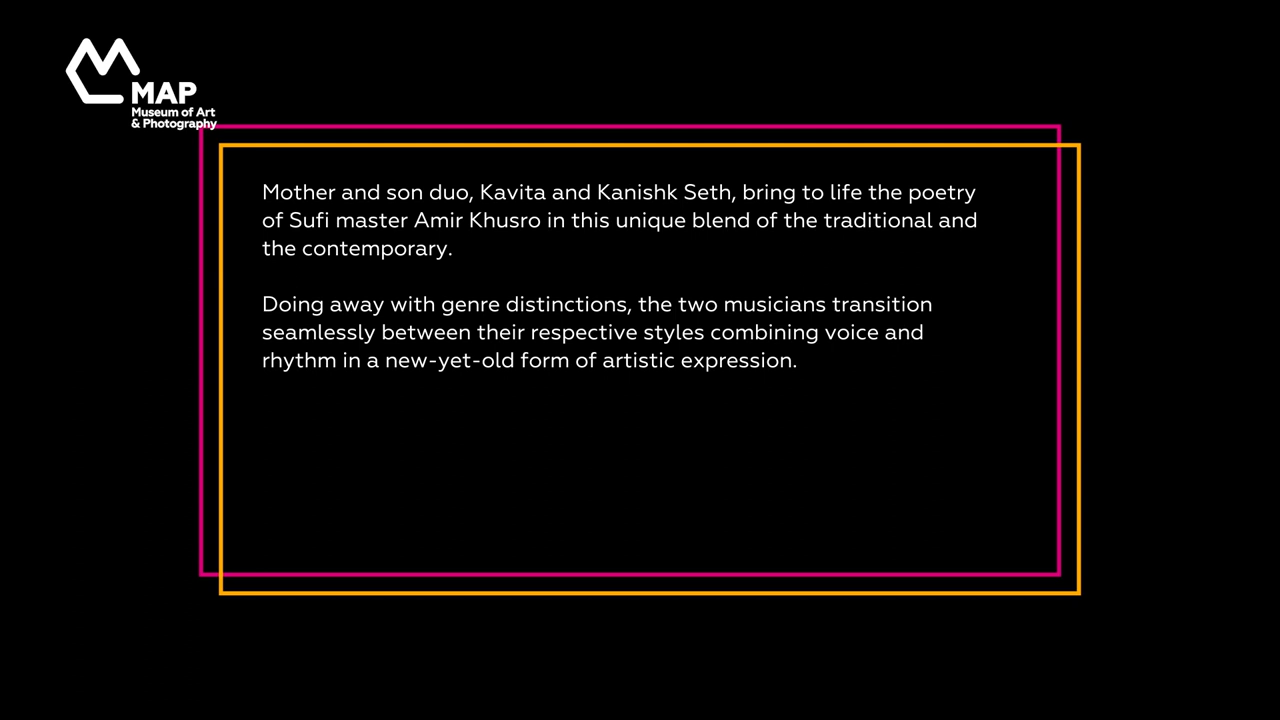 MAP
Museum of Art
& Photography
Mother and son duo, Kavita and Kanishk Seth, bring to life the poetry
of Sufi master Amir Khusro in this unique blend of the traditional and
the contemporary.
Doing away with genre distinctions, the two musicians transition
seamlessly between their respective styles combining voice and
rhythm in a new-yet-old form of artistic expression.